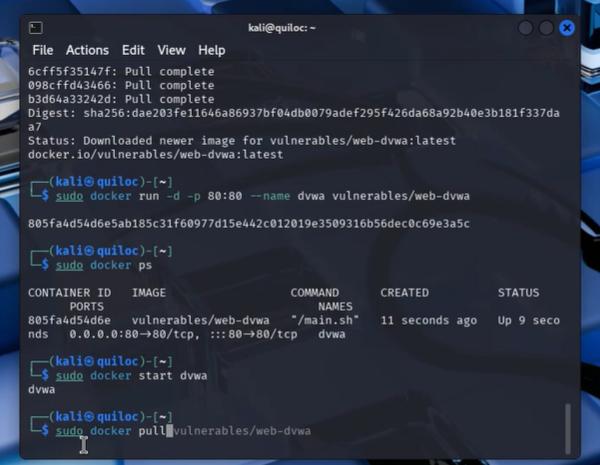 kali@quiloc: ~
File Actions Edit View Help
6cff5f35147f: Pull complete
098cffd43466: Pull complete
b3d64a33242d: Pull complete
Digest: sha256:dae203fe11646a86937bf04db0079adef295f426da68a92b40e3b181f337da
a7
Status: Downloaded newer image for vulnerables/web-dvwa:latest
docker.io/vulnerables/web-dvwa:latest
┌──(kali㉿quiloc)-[~]
└─$ sudo docker run -d -p 80:80 --name dvwa vulnerables/web-dvwa
805fa4d54d6e5ab185c31f60977d15e442c012019e3509316b56dec0c69e3a5c
┌──(kali㉿quiloc)-[~]
└─$ sudo docker ps
CONTAINER ID IMAGE COMMAND CREATED STATUS
PORTS NAMES
805fa4d54d6e vulnerables/web-dvwa "/main.sh" 11 seconds ago Up 9 seco
nds 0.0.0.0:80→80/tcp, :::80→80/tcp dvwa
┌──(kali㉿quiloc)-[~]
└─$ sudo docker start dvwa
dvwa
┌──(kali㉿quiloc)-[~]
└─$ sudo docker pull vulnerables/web-dvwa